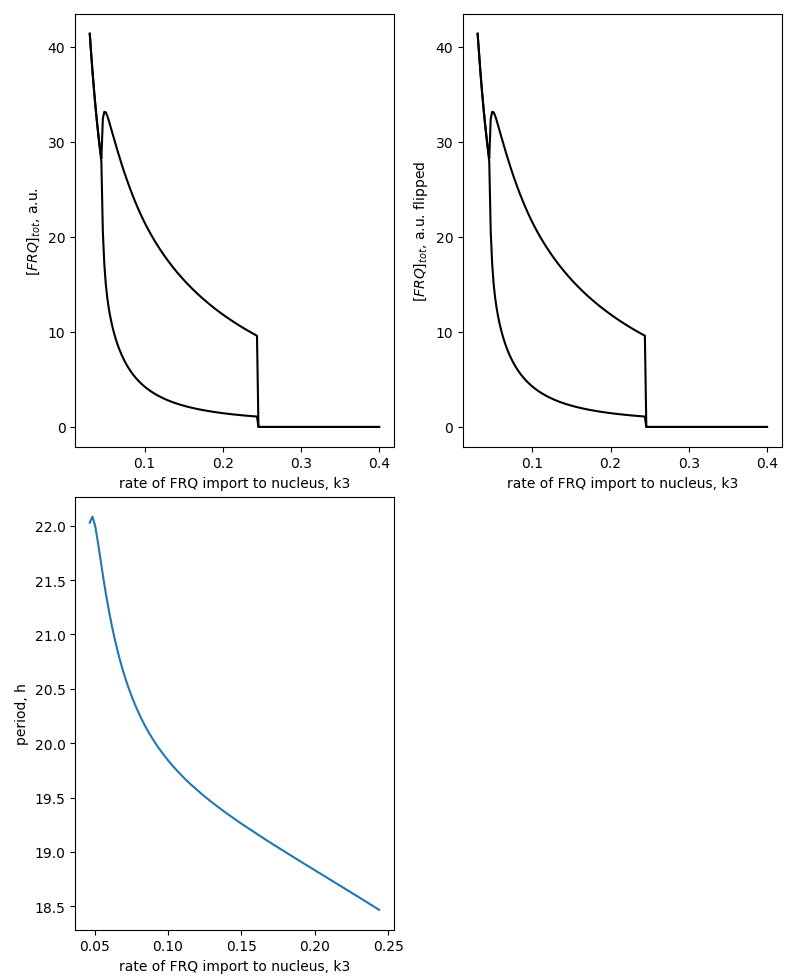 40
30
20
10
0
[FRQ]tot, a.u.
0.1 0.2 0.3 0.4
rate of FRQ import to nucleus, k3
40
30
20
10
0
[FRQ]tot, a.u. flipped
0.1 0.2 0.3 0.4
rate of FRQ import to nucleus, k3
22.0
21.5
21.0
20.5
20.0
19.5
19.0
18.5
period, h
0.05 0.10 0.15 0.20 0.25
rate of FRQ import to nucleus, k3